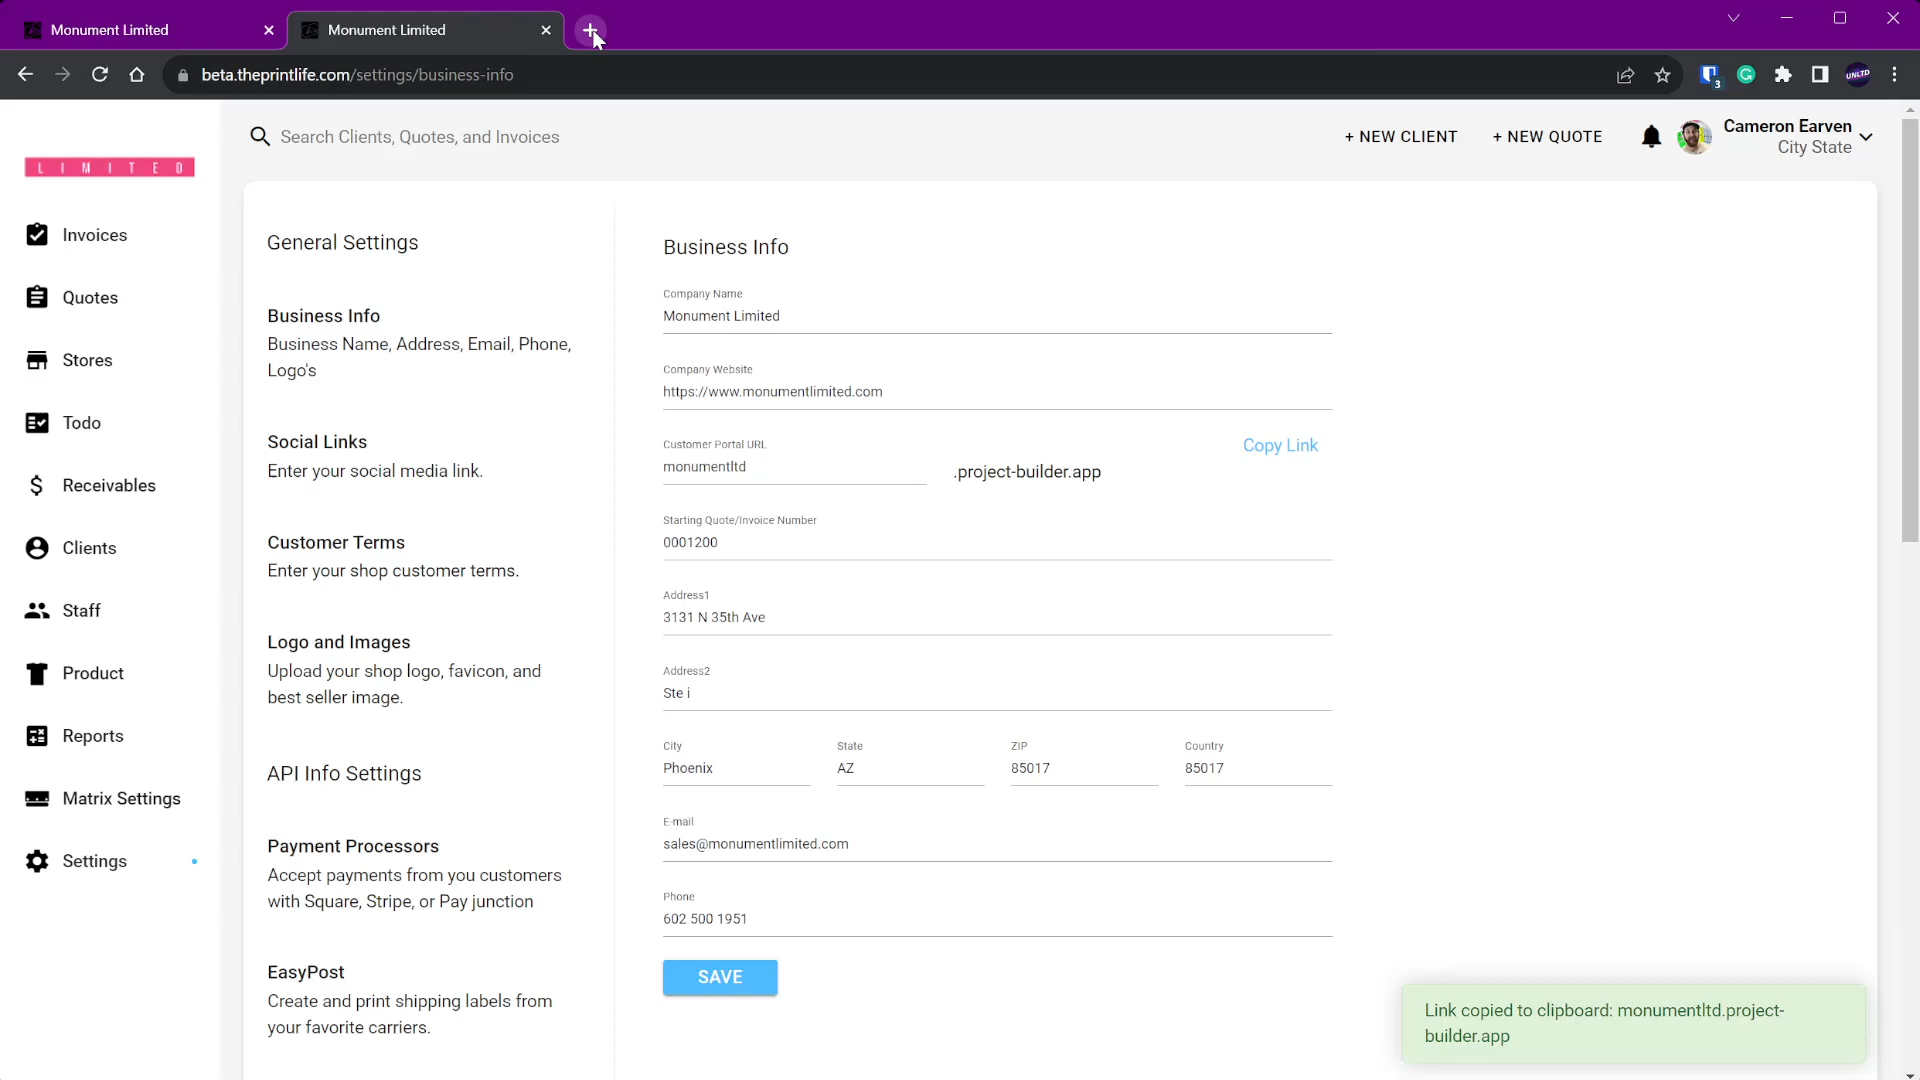 Monument Limited
Monument Limited
beta.theprintlife.com/settings/business-info
3
UNLTD
LIMITED
Search Clients, Quotes, and Invoices
+ NEW CLIENT
+ NEW QUOTE
Cameron Earven
City State
Invoices
Quotes
Stores
Todo
Receivables
Clients
Staff
Product
Reports
Matrix Settings
Settings
General Settings
Business Info
Business Name, Address, Email, Phone,
Logo's
Social Links
Enter your social media link.
Customer Terms
Enter your shop customer terms.
Logo and Images
Upload your shop logo, favicon, and
best seller image.
API Info Settings
Payment Processors
Accept payments from you customers
with Square, Stripe, or Pay junction
EasyPost
Create and print shipping labels from
your favorite carriers.
Business Info
Company Name
Monument Limited
Company Website
https://www.monumentlimited.com
Customer Portal URL
monumentltd
.project-builder.app
Copy Link
Starting Quote/Invoice Number
0001200
Address1
3131 N 35th Ave
Address2
Ste i
City
Phoenix
State
AZ
ZIP
85017
Country
85017
E-mail
sales@monumentlimited.com
Phone
602 500 1951
SAVE
Link copied to clipboard: monumentltd.project-
builder.app